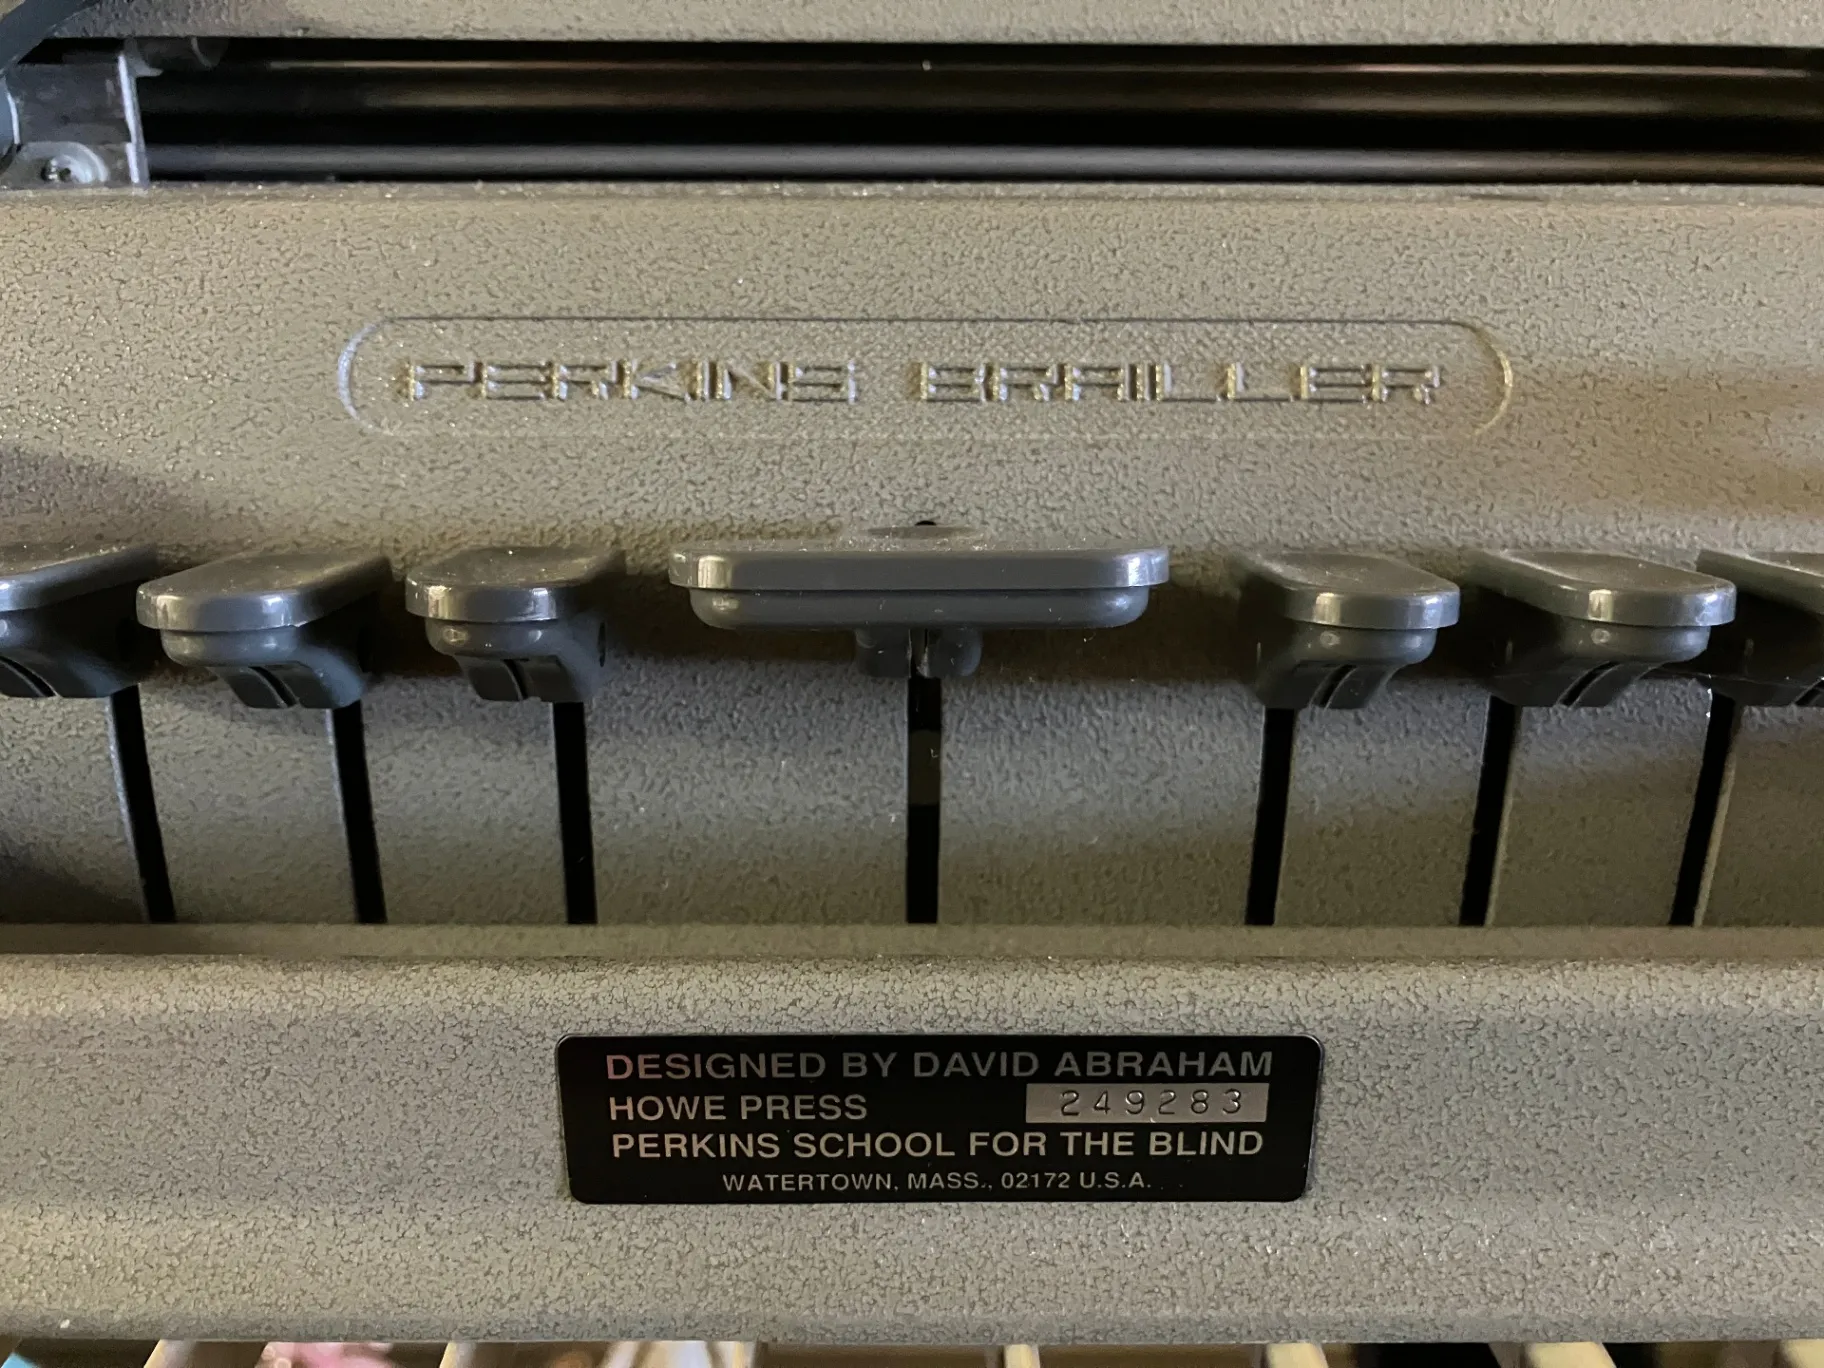 PERKINS BRAILLER
DESIGNED BY DAVID ABRAHAM
HOWE PRESS 249283
PERKINS SCHOOL FOR THE BLIND
WATERTOWN, MASS., 02172 U.S.A.